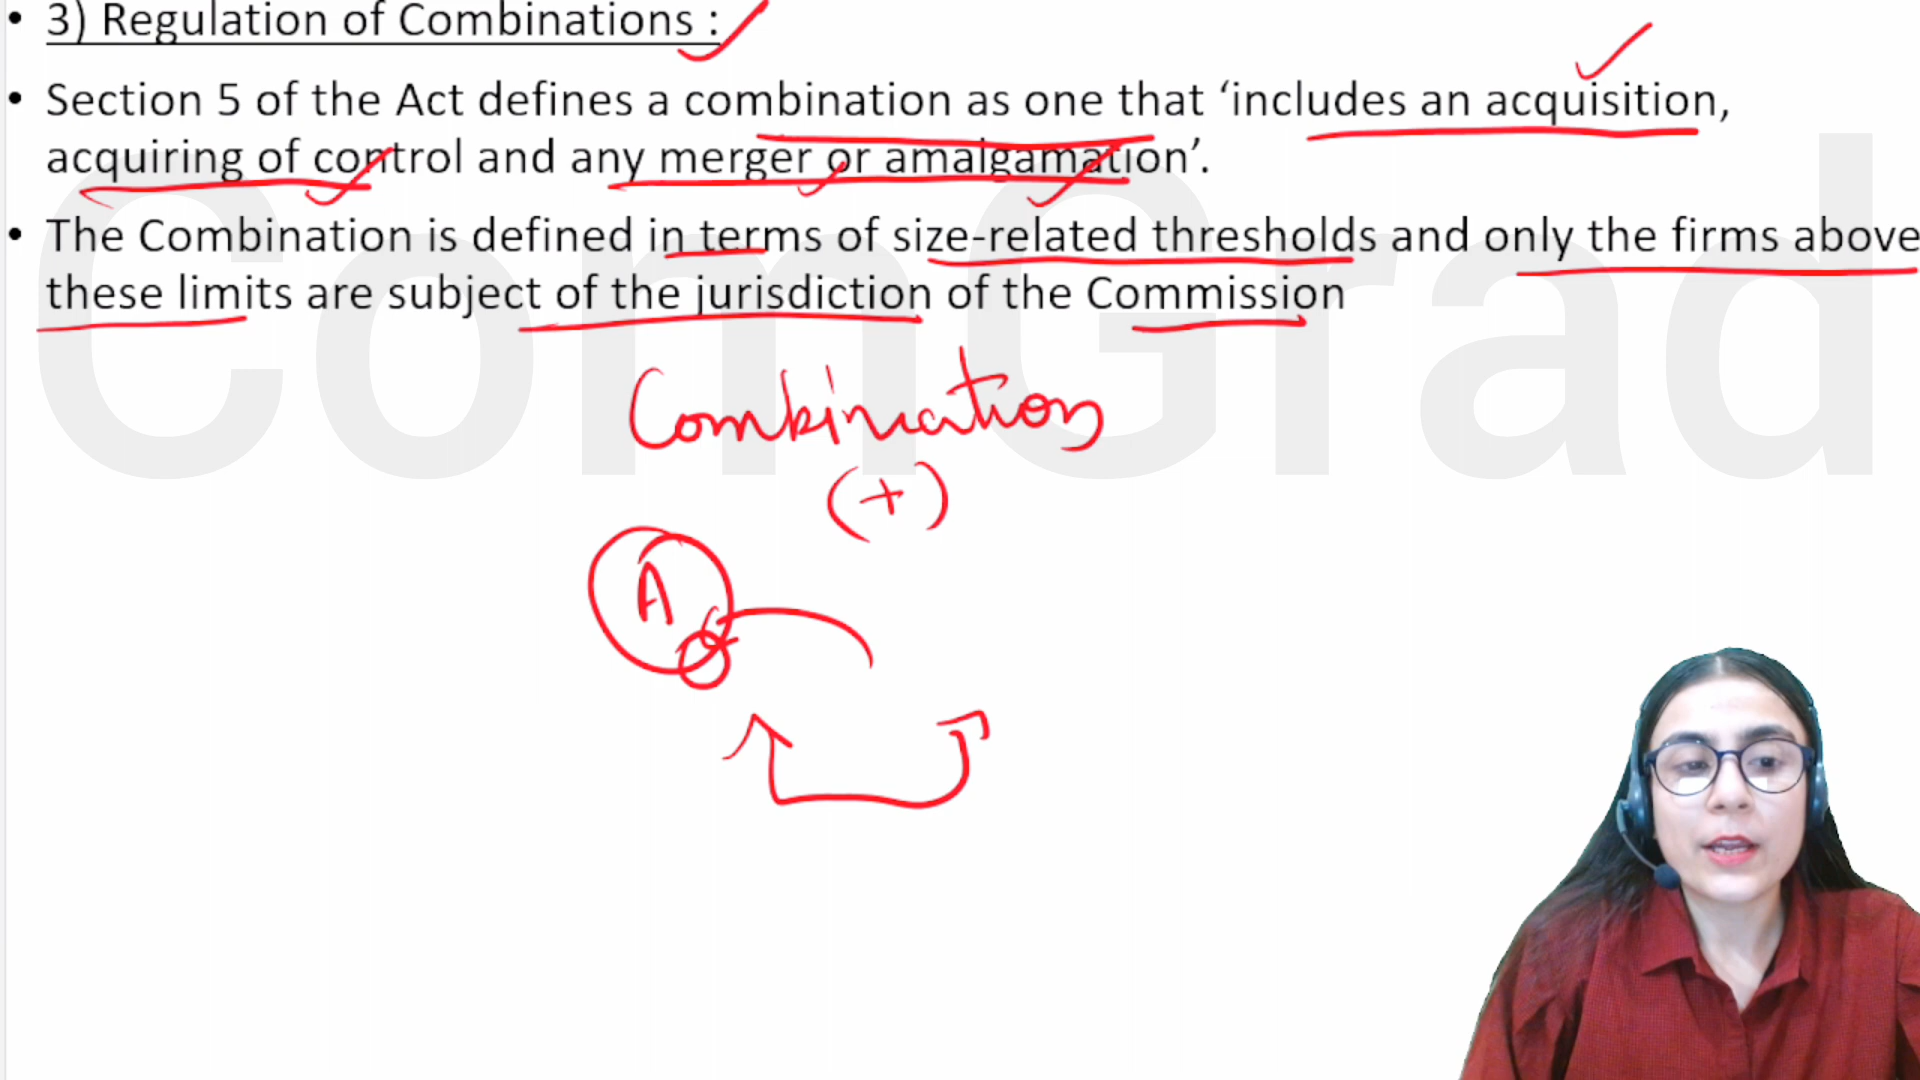 • 3) Regulation of Combinations :
• Section 5 of the Act defines a combination as one that ‘includes an acquisition,
acquiring of control and any merger or amalgamation’.
• The Combination is defined in terms of size-related thresholds and only the firms above
these limits are subject of the jurisdiction of the Commission
ComGrad
Combination
(+)
A